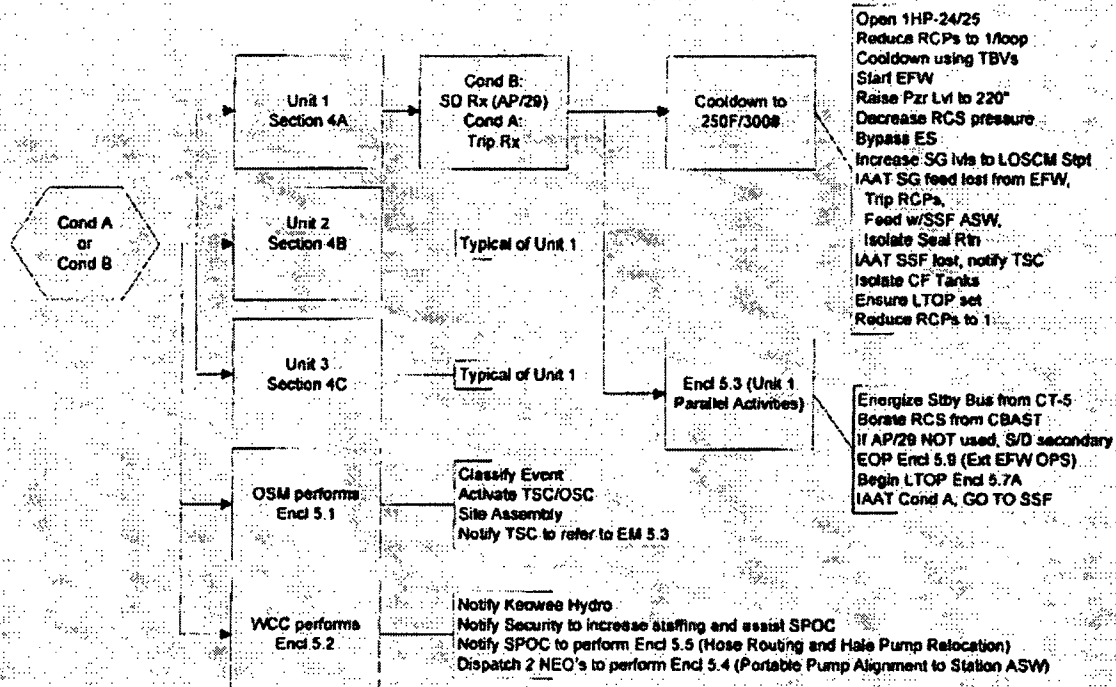 Cond A
or
Cond B
Unit 1
Section 4A
Cond B:
SD Rx (AP/29)
Cond A:
Trip Rx
Cooldown to
250F/300#
Open 1HP-24/25
Reduce RCPs to 1/loop
Cooldown using TBVs
Start EFW
Raise Pzr Lvl to 220"
Decrease RCS pressure
Bypass ES
Increase SG lvls to LOSCM Stpt
IAAT SG feed lost from EFW,
Trip RCPs,
Feed w/SSF ASW,
Isolate Seal Rtn
IAAT SSF lost, notify TSC
Isolate CF Tanks
Ensure LTOP set
Reduce RCPs to 1
Unit 2
Section 4B
Typical of Unit 1
Unit 3
Section 4C
Typical of Unit 1
Encl 5.3 (Unit 1
Parallel Activities)
Energize Stby Bus from CT-5
Borate RCS from CBAST
If AP/29 NOT used, S/D secondary
EOP Encl 5.9 (Ext EFW OPS)
Begin LTOP Encl 5.7A
IAAT Cond A, GO TO SSF
OSM performs
Encl 5.1
Classify Event
Activate TSC/OSC
Site Assembly
Notify TSC to refer to EM 5.3
WCC performs
Encl 5.2
Notify Keowee Hydro
Notify Security to increase staffing and assist SPOC
Notify SPOC to perform Encl 5.5 (Hose Routing and Hale Pump Relocation)
Dispatch 2 NEO's to perform Encl 5.4 (Portable Pump Alignment to Station ASW)